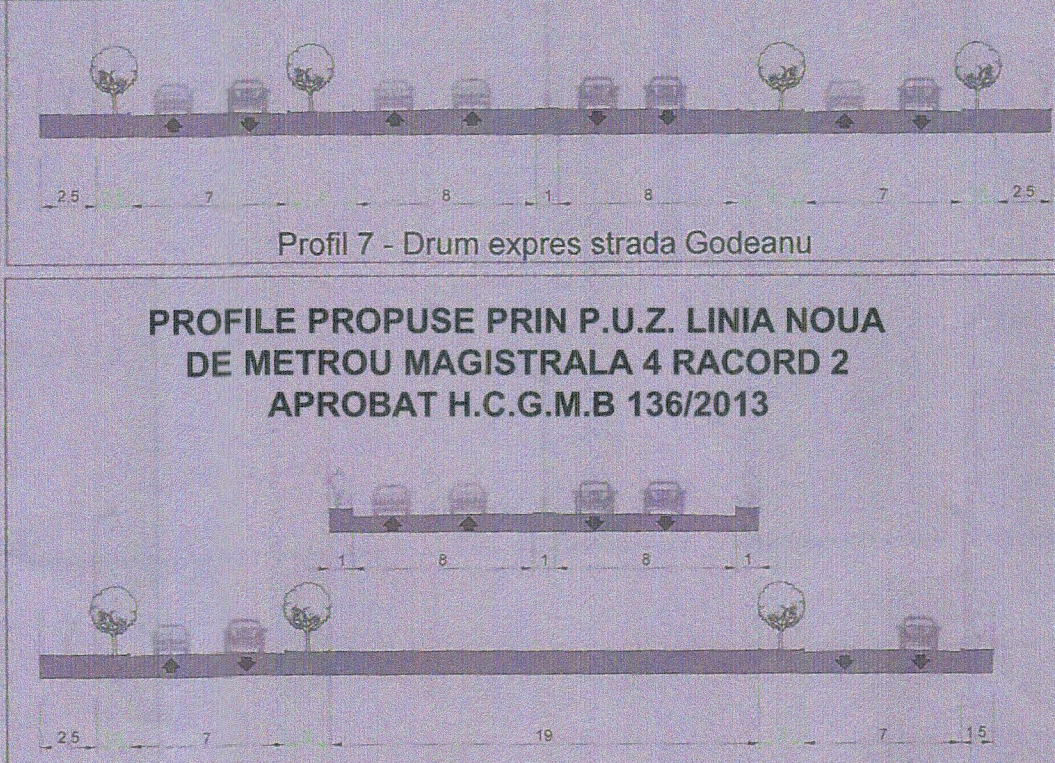 2.5 7 8 1 8 7 2.5
Profil 7 - Drum expres strada Godeanu
PROFILE PROPUSE PRIN P.U.Z. LINIA NOUA
DE METROU MAGISTRALA 4 RACORD 2
APROBAT H.C.G.M.B 136/2013
1 8 1 8 1
2.5 7 19 7 1.5